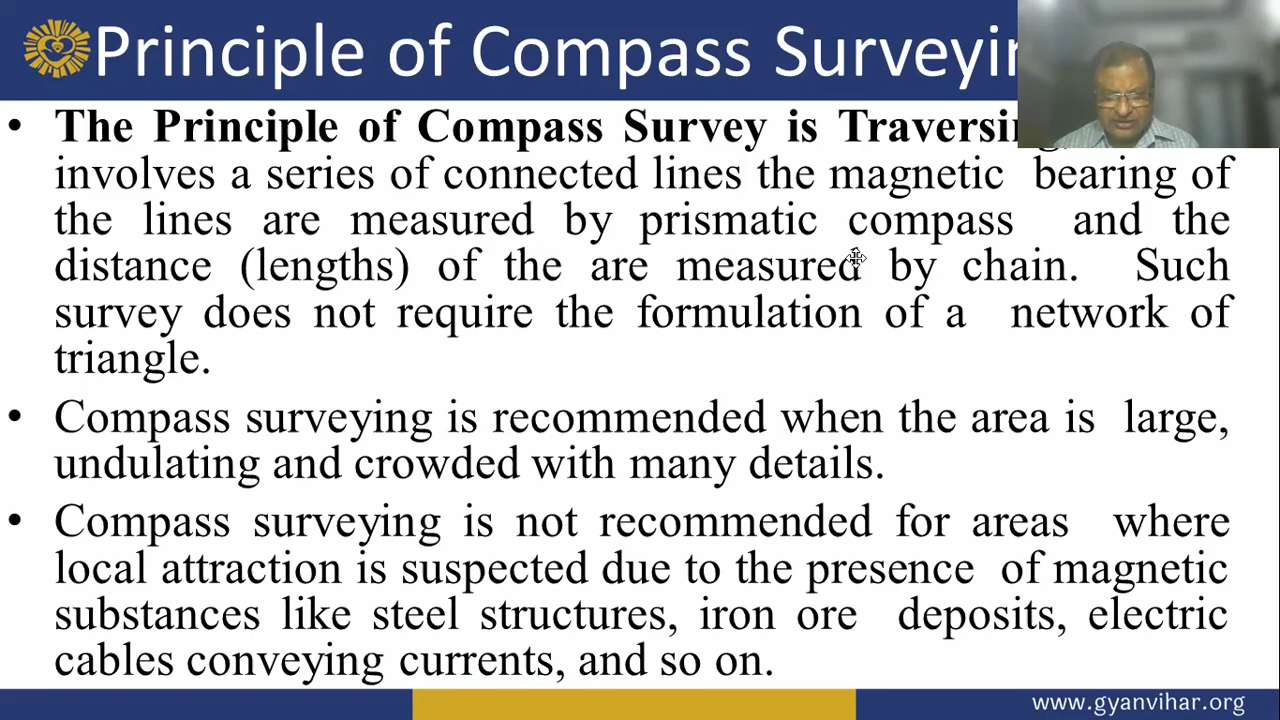 Principle of Compass Surveyin
• The Principle of Compass Survey is Traversing
involves a series of connected lines the magnetic bearing of
the lines are measured by prismatic compass and the
distance (lengths) of the are measured by chain. Such
survey does not require the formulation of a network of
triangle.
• Compass surveying is recommended when the area is large,
undulating and crowded with many details.
• Compass surveying is not recommended for areas where
local attraction is suspected due to the presence of magnetic
substances like steel structures, iron ore deposits, electric
cables conveying currents, and so on.
www.gyanvihar.org